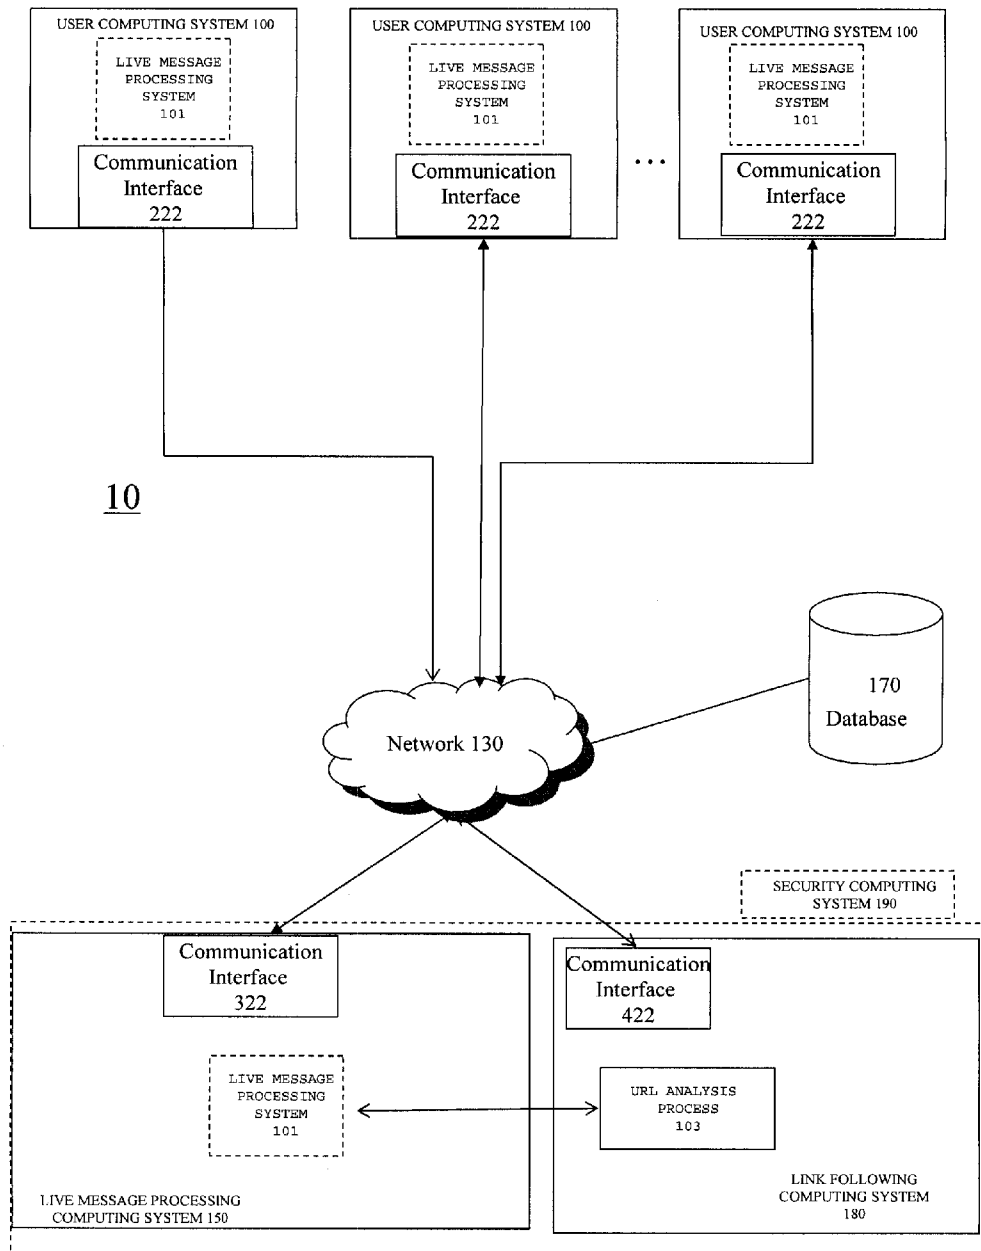 USER COMPUTING SYSTEM 100
LIVE MESSAGE
PROCESSING
SYSTEM
101
Communication
Interface
222
USER COMPUTING SYSTEM 100
LIVE MESSAGE
PROCESSING
SYSTEM
101
Communication
Interface
222
...
USER COMPUTING SYSTEM 100
LIVE MESSAGE
PROCESSING
SYSTEM
101
Communication
Interface
222
10
170
Database
Network 130
SECURITY COMPUTING
SYSTEM 190
Communication
Interface
322
LIVE MESSAGE
PROCESSING
SYSTEM
101
LIVE MESSAGE PROCESSING
COMPUTING SYSTEM 150
Communication
Interface
422
URL ANALYSIS
PROCESS
103
LINK FOLLOWING
COMPUTING SYSTEM
180